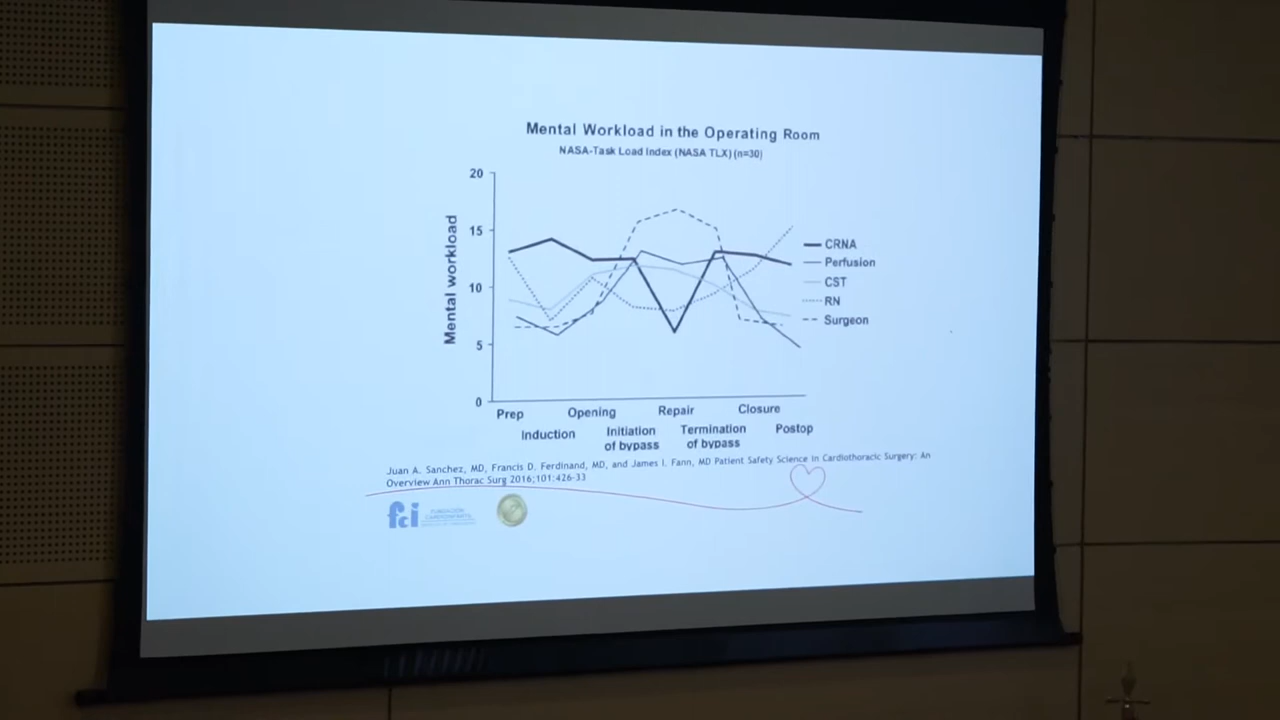 Mental Workload in the Operating Room
NASA-Task Load Index (NASA TLX) (n=30)
Mental workload
20
15
10
5
0
CRNA
Perfusion
CST
RN
Surgeon
Prep
Opening
Repair
Closure
Induction
Initiation
of bypass
Termination
of bypass
Postop
Juan A. Sanchez, MD, Francis D. Ferdinand, MD, and James I. Fann, MD Patient Safety Science in Cardiothoracic Surgery: An
Overview Ann Thorac Surg 2016;101:426-33
fci
FUNDACIÓN
CARDIOINFANTIL